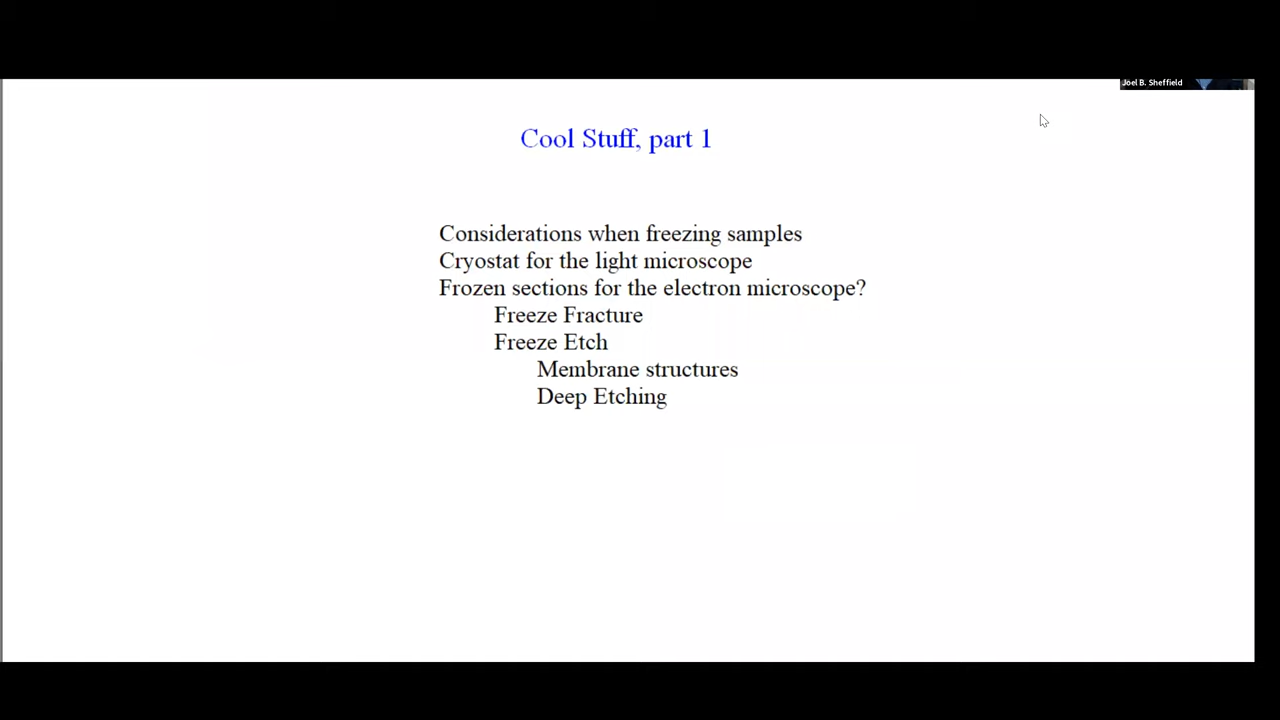 Joel B. Sheffield
Cool Stuff, part 1
Considerations when freezing samples
Cryostat for the light microscope
Frozen sections for the electron microscope?
Freeze Fracture
Freeze Etch
Membrane structures
Deep Etching